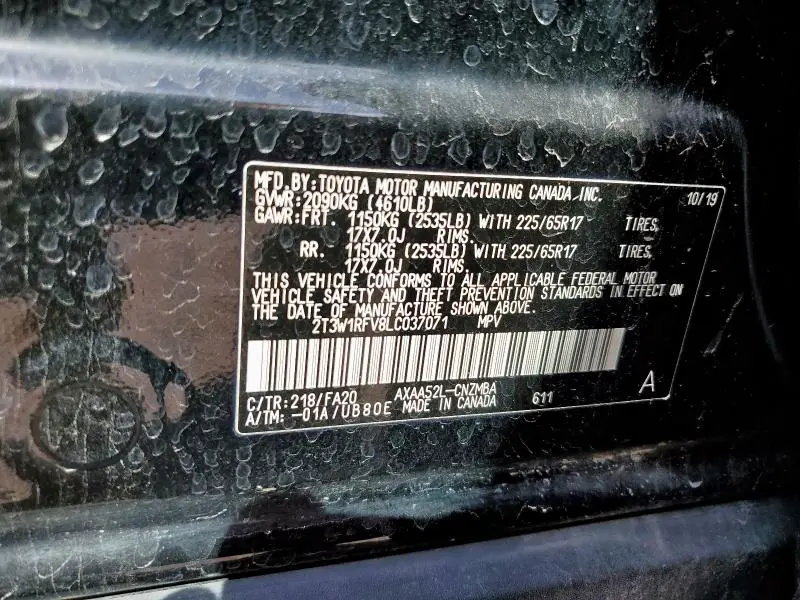 MFD.BY:TOYOTA MOTOR MANUFACTURING CANADA INC. 10/19
GVWR:2090KG (4610LB)
GAWR:FRT. 1150KG (2535LB) WITH 225/65R17 TIRES,
17X7.0J RIMS.
RR. 1150KG (2535LB) WITH 225/65R17 TIRES,
17X7.0J RIMS
THIS VEHICLE CONFORMS TO ALL APPLICABLE FEDERAL MOTOR
VEHICLE SAFETY AND THEFT PREVENTION STANDARDS IN EFFECT ON
THE DATE OF MANUFACTURE SHOWN ABOVE.
2T3W1RFV8LC037071 MPV
C/TR:218/FA20 AXAA52L-CNZMBA 611 A
A/TM: -01A/UB80E MADE IN CANADA